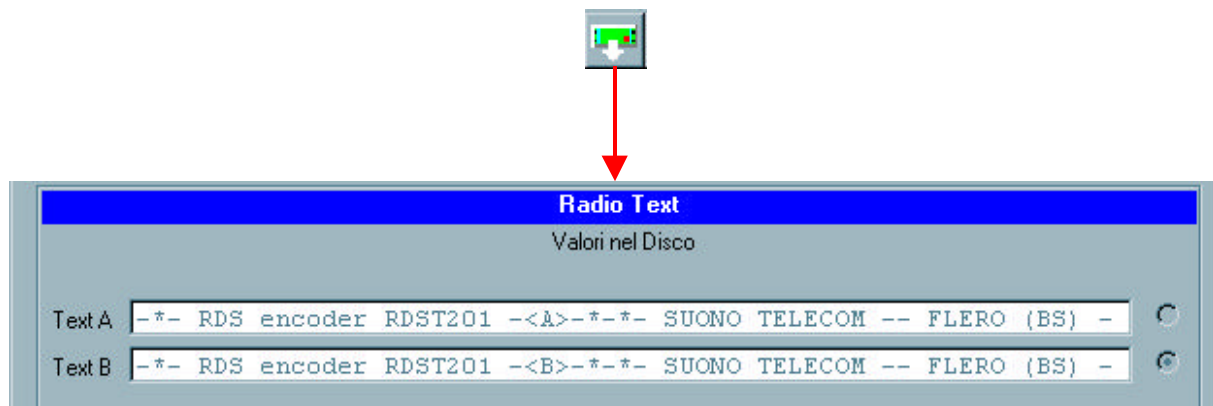 Radio Text
Valori nel Disco
Text A -*- RDS encoder RDST201 -<A>-*-*- SUONO TELECOM -- FLERO (BS) -
Text B -*- RDS encoder RDST201 -<B>-*-*- SUONO TELECOM -- FLERO (BS) -